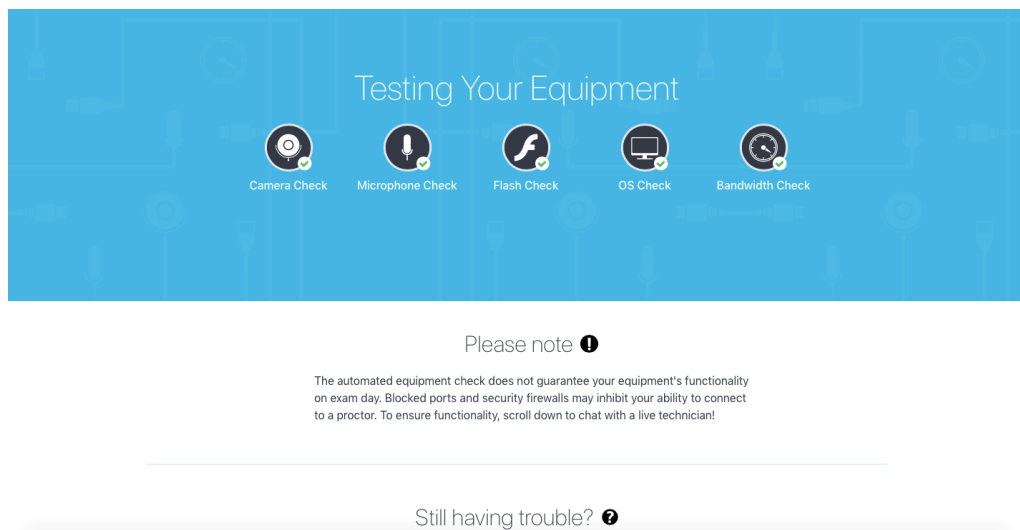 Testing Your Equipment
Camera Check Microphone Check Flash Check OS Check Bandwidth Check
Please note
The automated equipment check does not guarantee your equipment's functionality
on exam day. Blocked ports and security firewalls may inhibit your ability to connect
to a proctor. To ensure functionality, scroll down to chat with a live technician!
Still having trouble?